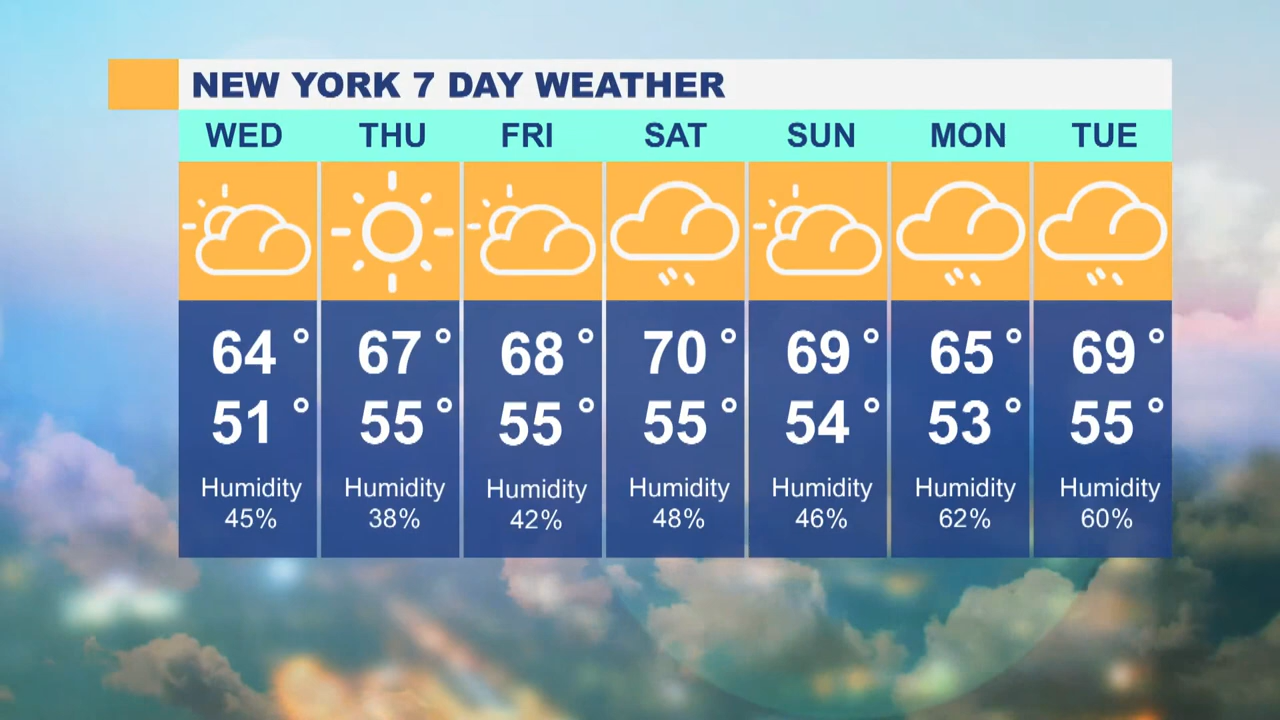 NEW YORK 7 DAY WEATHER
WED THU FRI SAT SUN MON TUE
64° 67° 68° 70° 69° 65° 69°
51° 55° 55° 55° 54° 53° 55°
Humidity Humidity Humidity Humidity Humidity Humidity Humidity
45% 38% 42% 48% 46% 62% 60%